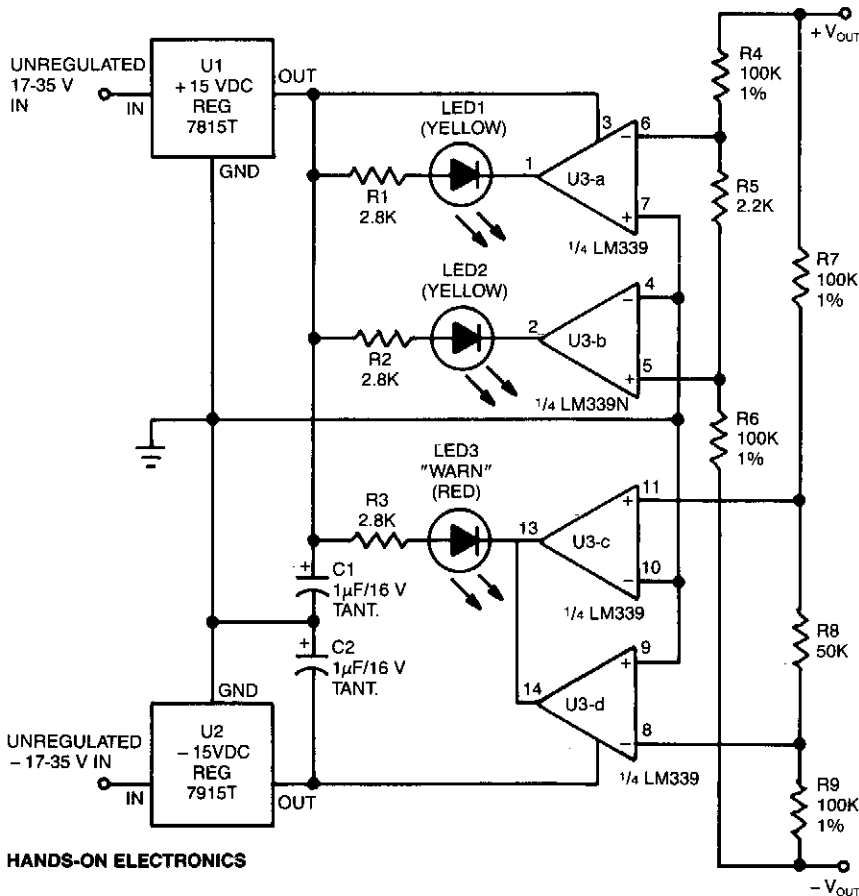 UNREGULATED
17-35 V
IN
IN
U1
+ 15 VDC
REG
7815T
OUT
GND
LED1
(YELLOW)
R1
2.8K
1
3
6
−
U3-a
7
+
1/4 LM339
LED2
(YELLOW)
R2
2.8K
2
4
−
U3-b
5
+
1/4 LM339N
LED3
"WARN"
(RED)
R3
2.8K
13
11
+
U3-c
10
−
1/4 LM339
+
C1
1µF/16 V
TANT.
+
C2
1µF/16 V
TANT.
14
9
+
U3-d
8
−
1/4 LM339
GND
UNREGULATED
− 17-35 V IN
IN
U2
− 15VDC
REG
7915T
OUT
+ VOUT
R4
100K
1%
R5
2.2K
R7
100K
1%
R6
100K
1%
R8
50K
R9
100K
1%
− VOUT
HANDS-ON ELECTRONICS